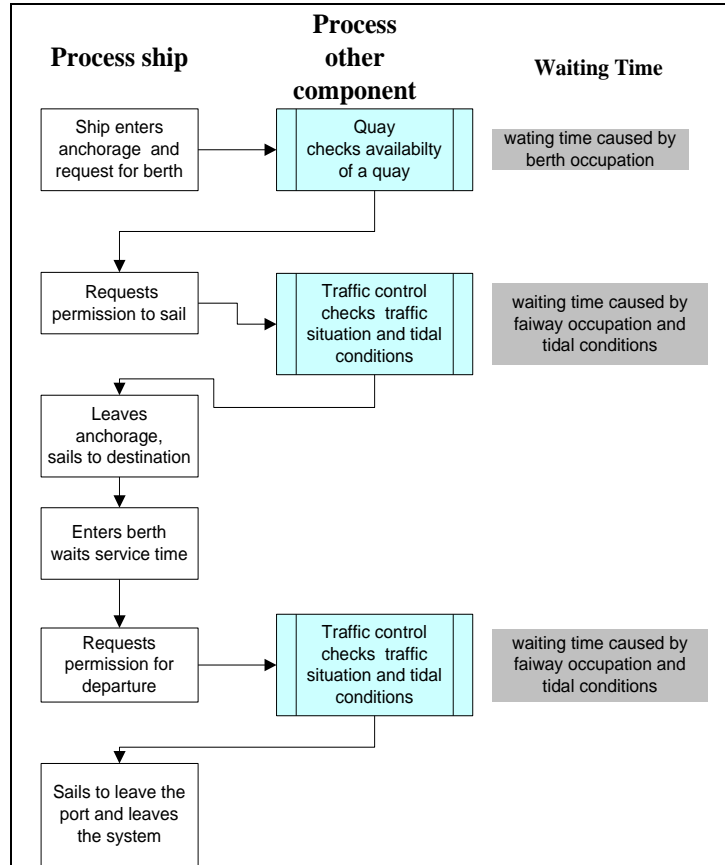 Process ship
Process
other
component
Waiting Time
Ship enters
anchorage and
request for berth
Quay
checks availabilty
of a quay
wating time caused by
berth occupation
Requests
permission to sail
Traffic control
checks traffic
situation and tidal
conditions
waiting time caused by
faiway occupation and
tidal conditions
Leaves
anchorage,
sails to destination
Enters berth
waits service time
Requests
permission for
departure
Traffic control
checks traffic
situation and tidal
conditions
waiting time caused by
faiway occupation and
tidal conditions
Sails to leave the
port and leaves
the system